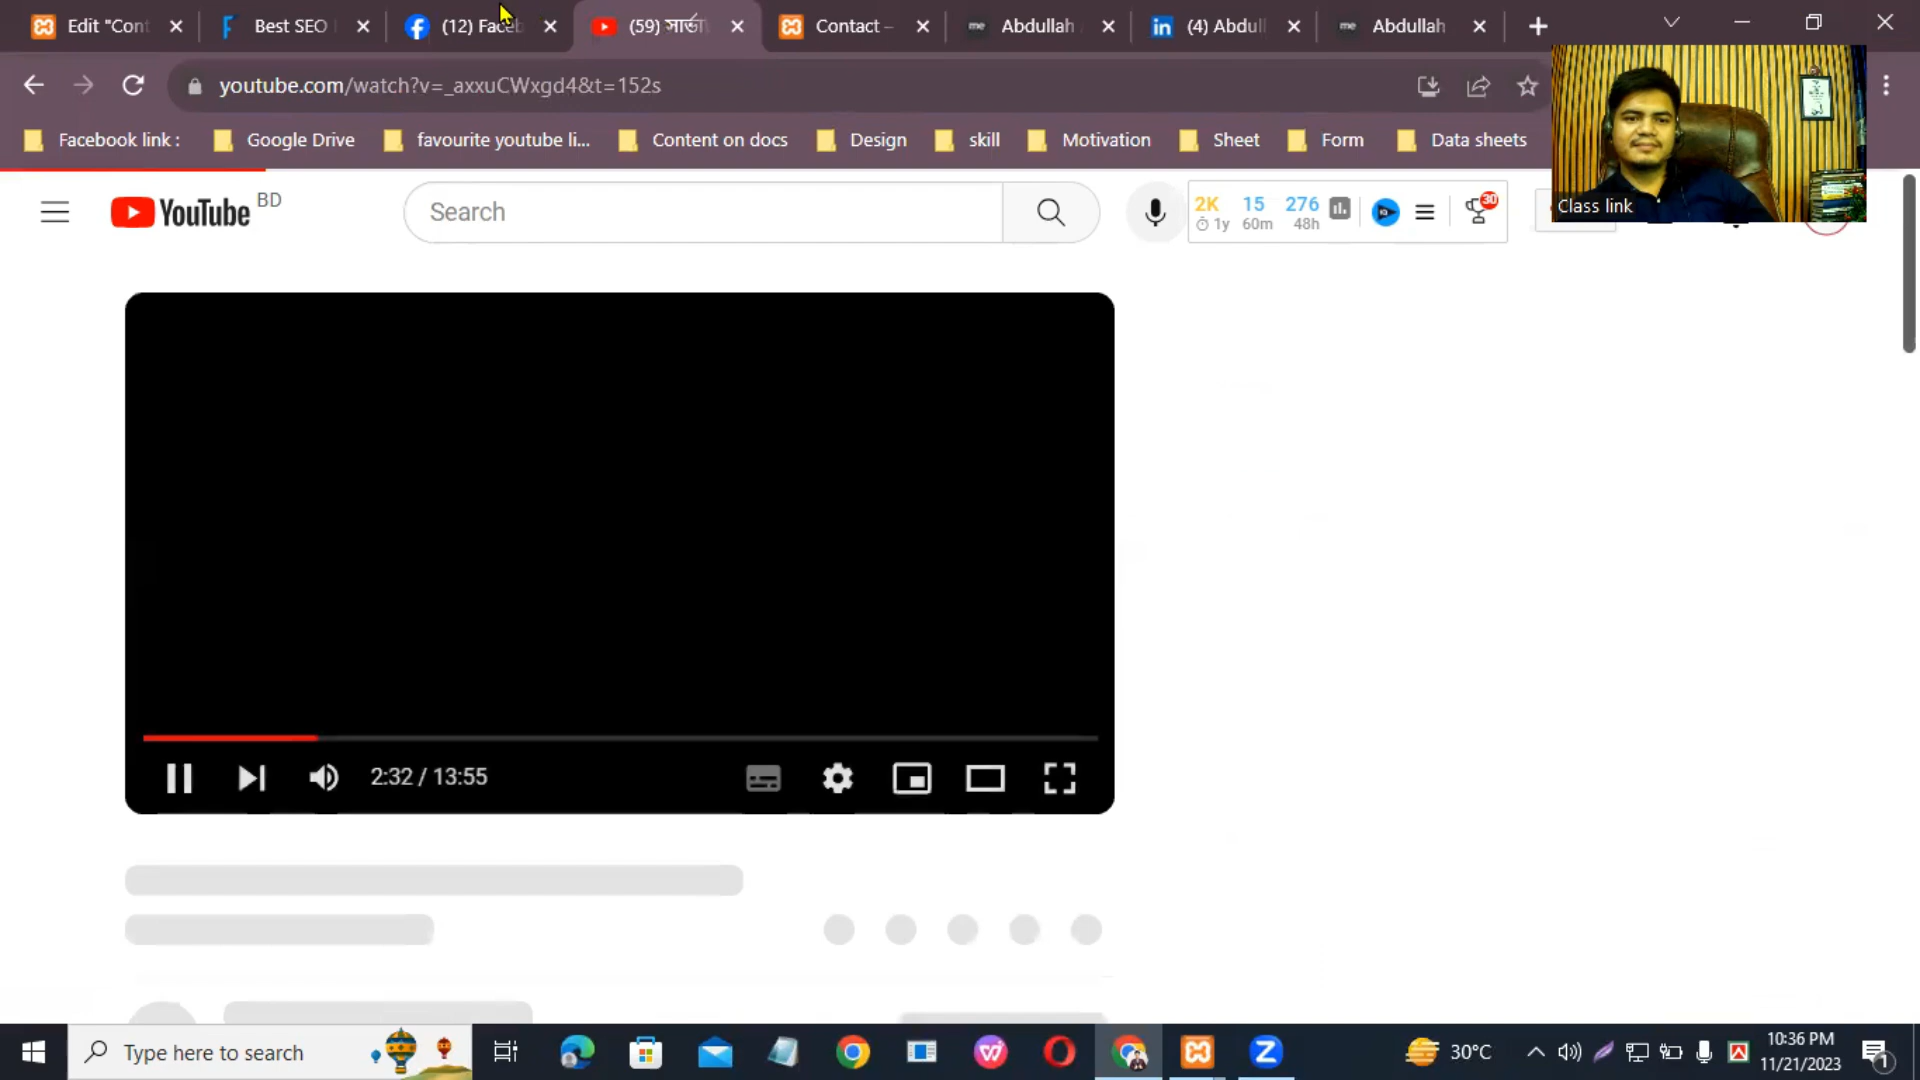 Edit "Cont
Best SEO
(12) Faceb
(59) সার্ভা
Contact –
Abdullah
(4) Abdul
Abdullah
youtube.com/watch?v=_axxuCWxgd4&t=152s
Facebook link :
Google Drive
favourite youtube li...
Content on docs
Design
skill
Motivation
Sheet
Form
Data sheets
Class link
YouTube BD
Search
2K 15 276
1y 60m 48h
30
2:32 / 13:55
Type here to search
30°C
10:36 PM
11/21/2023
1